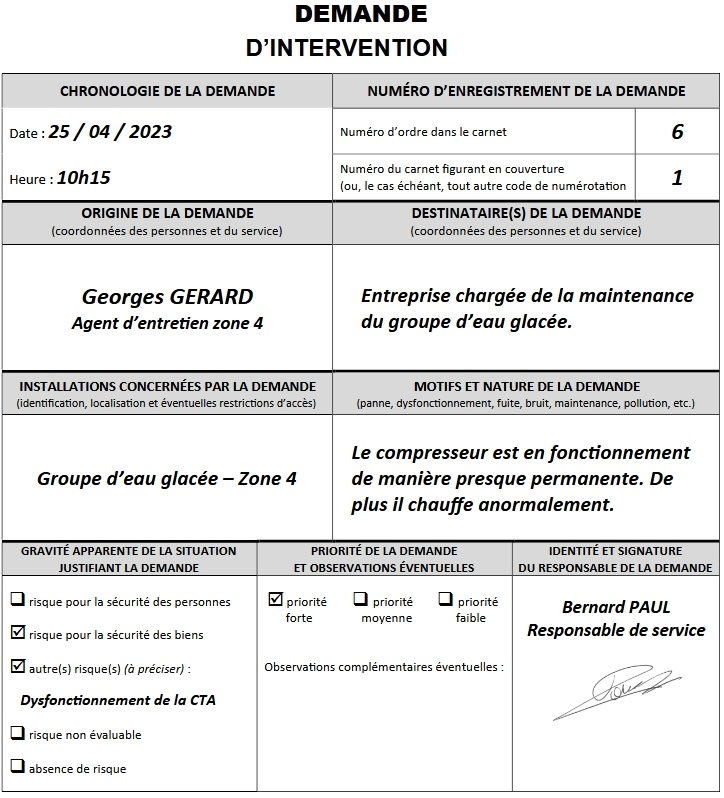 DEMANDE
D’INTERVENTION
CHRONOLOGIE DE LA DEMANDE
Date : 25 / 04 / 2023
Heure : 10h15
NUMÉRO D’ENREGISTREMENT DE LA DEMANDE
Numéro d’ordre dans le carnet 6
Numéro du carnet figurant en couverture
(ou, le cas échéant, tout autre code de numérotation 1
ORIGINE DE LA DEMANDE
(coordonnées des personnes et du service)
Georges GERARD
Agent d’entretien zone 4
DESTINATAIRE(S) DE LA DEMANDE
(coordonnées des personnes et du service)
Entreprise chargée de la maintenance
du groupe d’eau glacée.
INSTALLATIONS CONCERNÉES PAR LA DEMANDE
(identification, localisation et éventuelles restrictions d’accès)
Groupe d’eau glacée – Zone 4
MOTIFS ET NATURE DE LA DEMANDE
(panne, dysfonctionnement, fuite, bruit, maintenance, pollution, etc.)
Le compresseur est en fonctionnement
de manière presque permanente. De
plus il chauffe anormalement.
GRAVITÉ APPARENTE DE LA SITUATION
JUSTIFIANT LA DEMANDE
risque pour la sécurité des personnes
risque pour la sécurité des biens
autre(s) risque(s) (à préciser) :
Dysfonctionnement de la CTA
risque non évaluable
absence de risque
PRIORITÉ DE LA DEMANDE
ET OBSERVATIONS ÉVENTUELLES
priorité forte
priorité moyenne
priorité faible
Observations complémentaires éventuelles :
IDENTITÉ ET SIGNATURE
DU RESPONSABLE DE LA DEMANDE
Bernard PAUL
Responsable de service